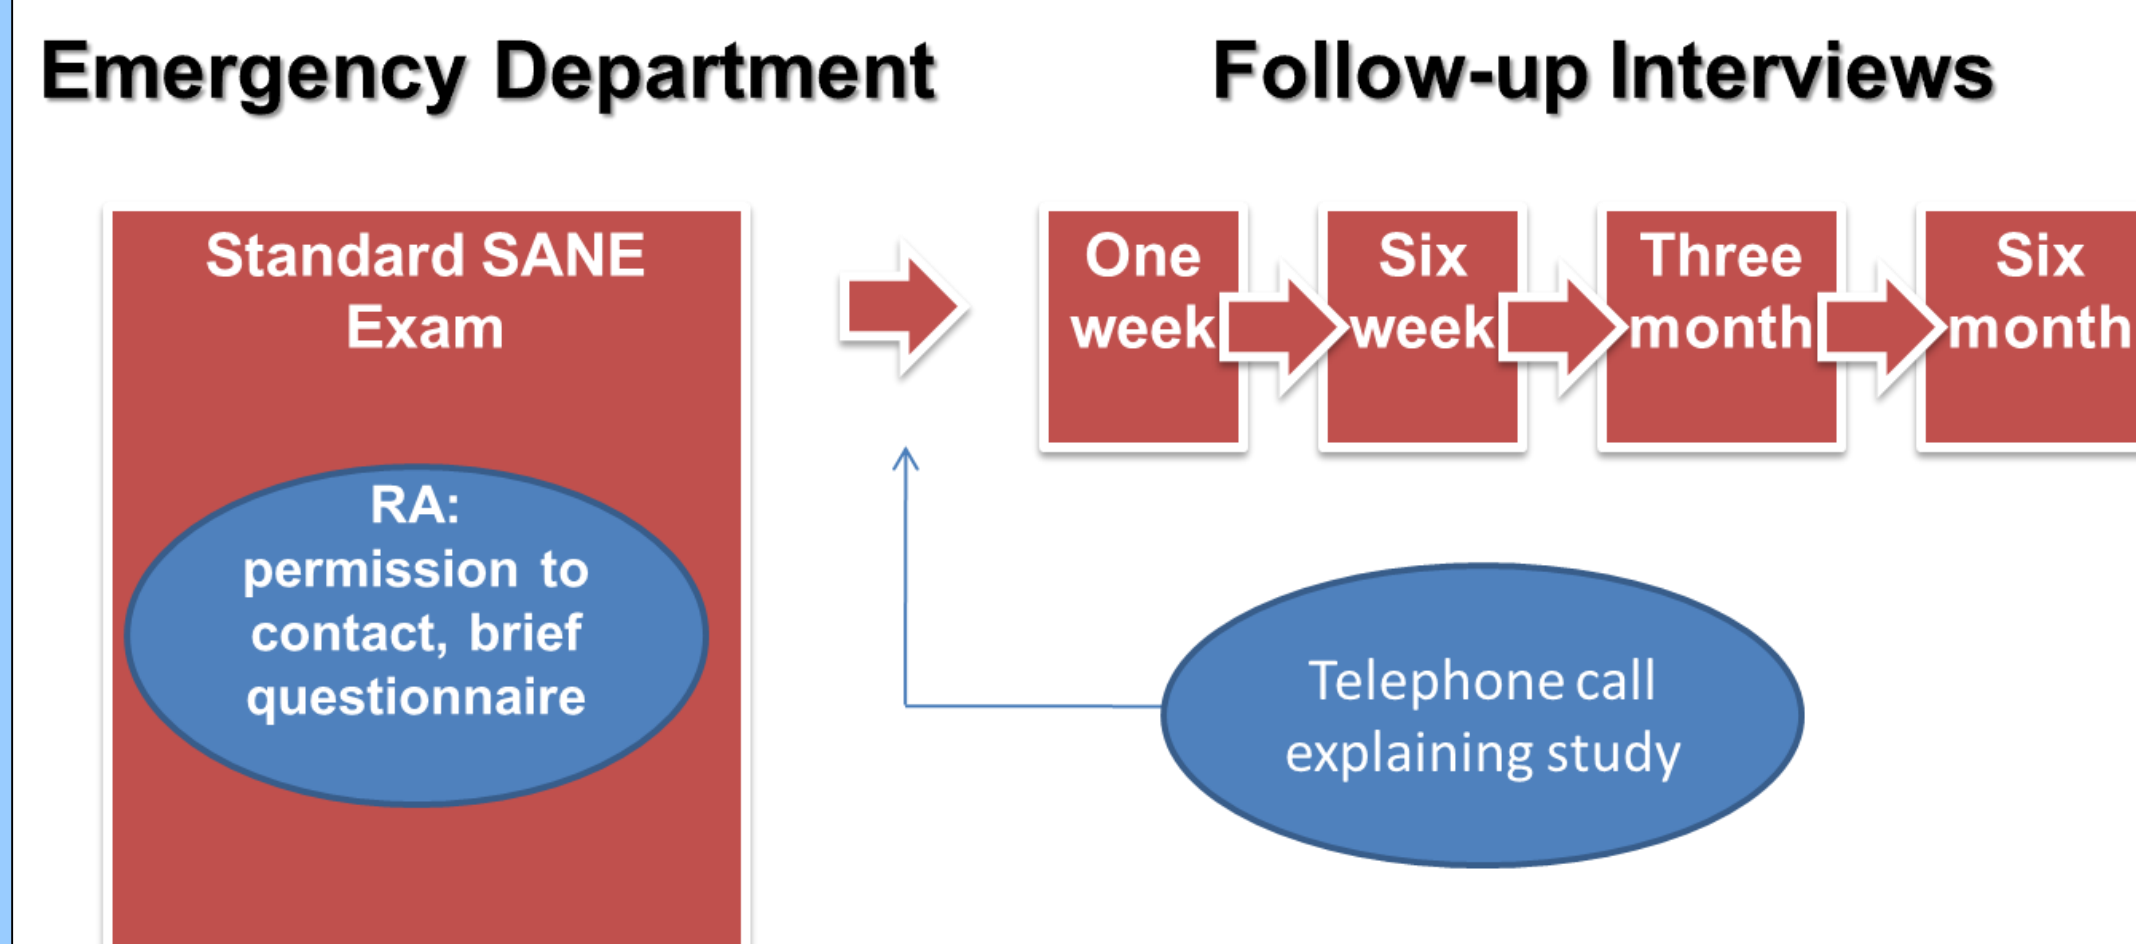 Emergency Department
Follow-up Interviews
Standard SANE
Exam
RA:
permission to
contact, brief
questionnaire
One
week
Six
week
Three
month
Six
month
Telephone call
explaining study